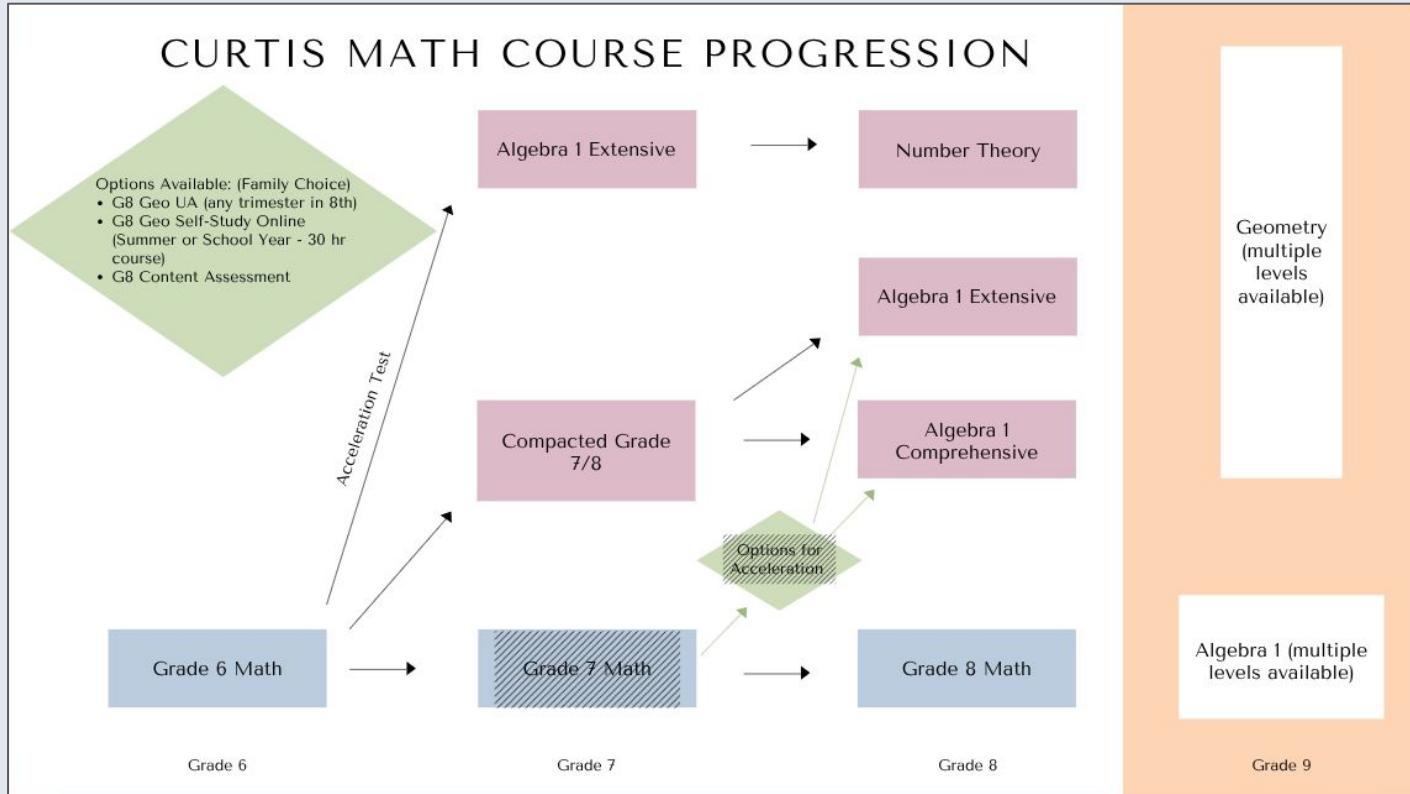 CURTIS MATH COURSE PROGRESSION
Options Available: (Family Choice)
• G8 Geo UA (any trimester in 8th)
• G8 Geo Self-Study Online
(Summer or School Year - 30 hr
course)
• G8 Content Assessment
Acceleration Test
Algebra 1 Extensive
Number Theory
Algebra 1 Extensive
Compacted Grade
7/8
Algebra 1
Comprehensive
Options for
Acceleration
Grade 6 Math
Grade 7 Math
Grade 8 Math
Geometry
(multiple
levels
available)
Algebra 1 (multiple
levels available)
Grade 6
Grade 7
Grade 8
Grade 9